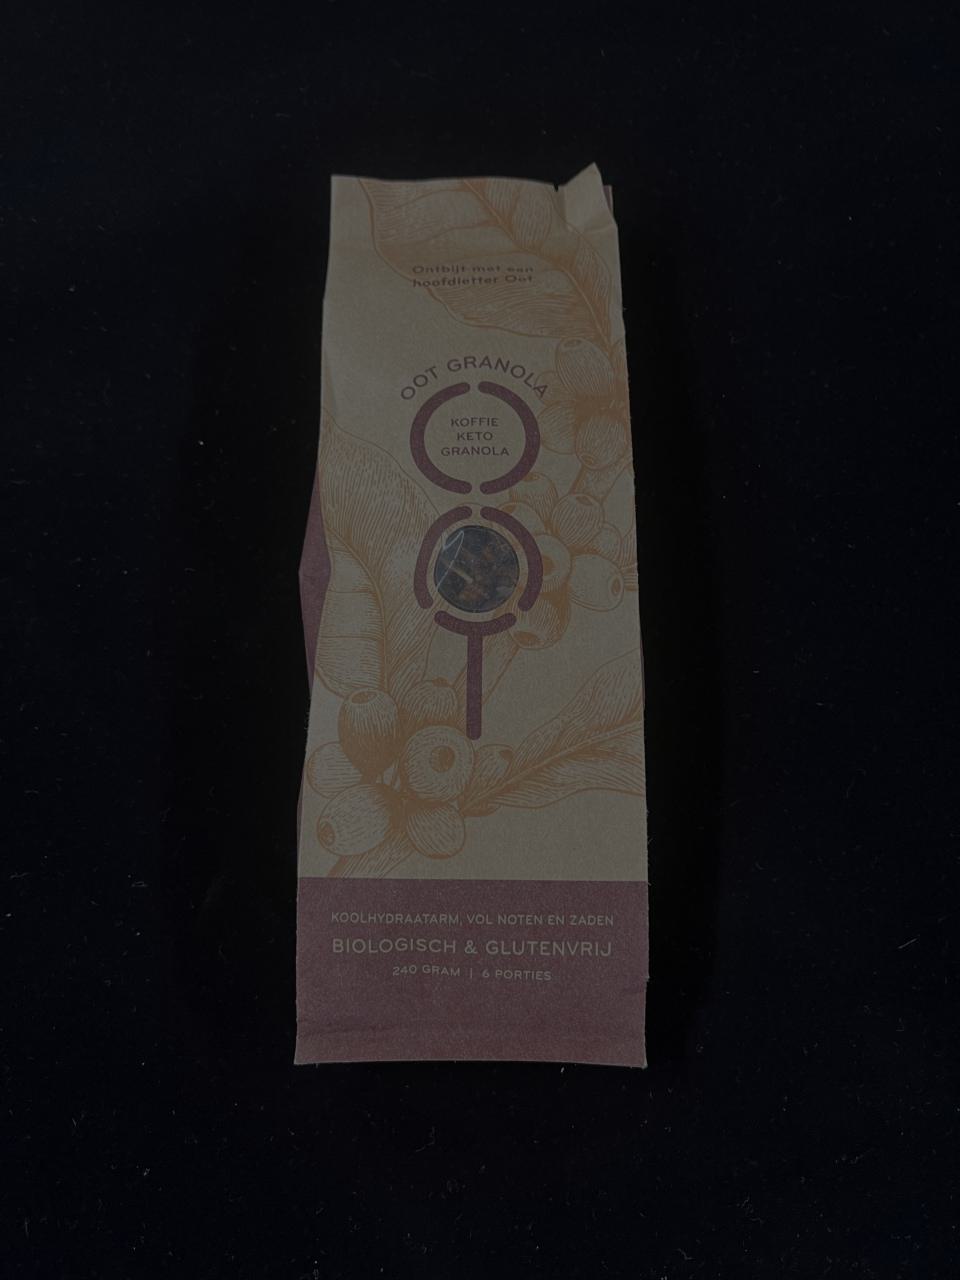 Ontbijt met een
hoofdletter Oot
OOT GRANOLA
KOFFIE
KETO
GRANOLA
OOT
KOOLHYDRAATARM, VOL NOTEN EN ZADEN
BIOLOGISCH & GLUTENVRIJ
240 GRAM | 6 PORTIES